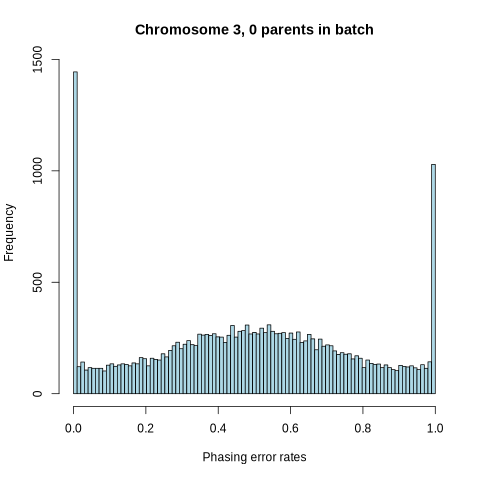 Chromosome 3, 0 parents in batch
Frequency
1500
1000
500
0
0.0 0.2 0.4 0.6 0.8 1.0
Phasing error rates